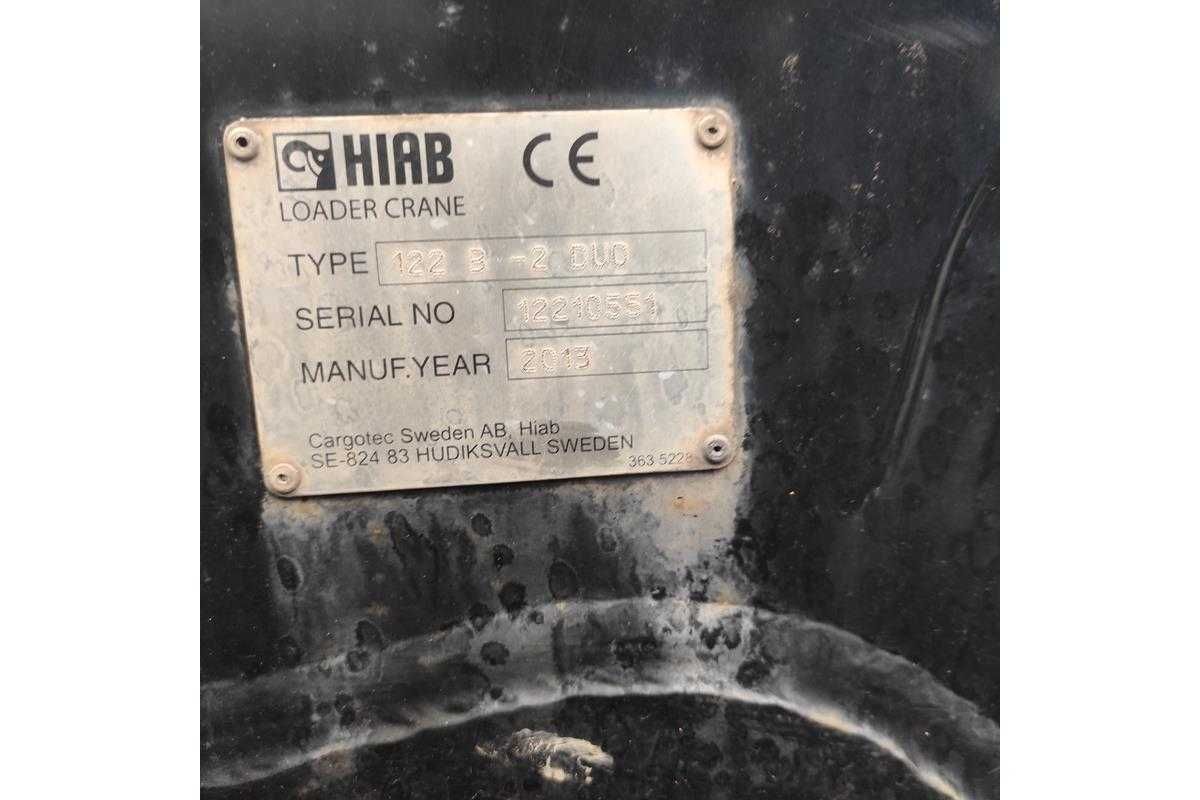 HIAB CE
LOADER CRANE
TYPE 122 B -2 DUO
SERIAL NO 12210551
MANUF.YEAR 2013
Cargotec Sweden AB, Hiab
SE-824 83 HUDIKSVALL SWEDEN
363 5228